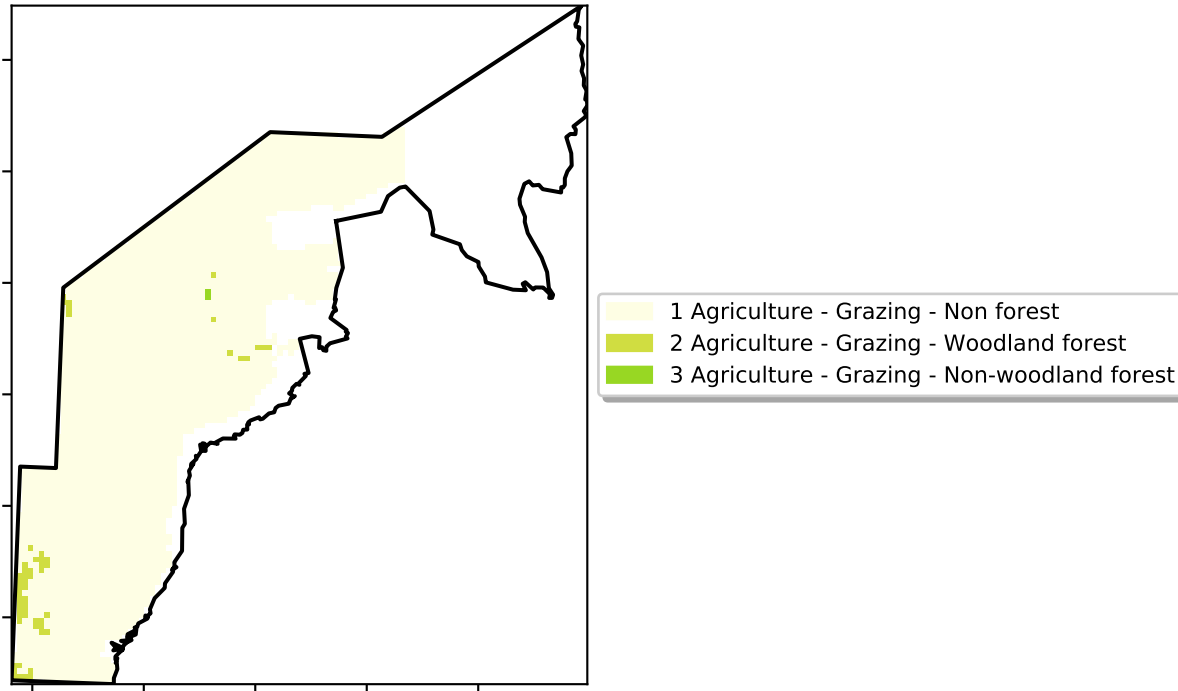 1 Agriculture - Grazing - Non forest
2 Agriculture - Grazing - Woodland forest
3 Agriculture - Grazing - Non-woodland forest